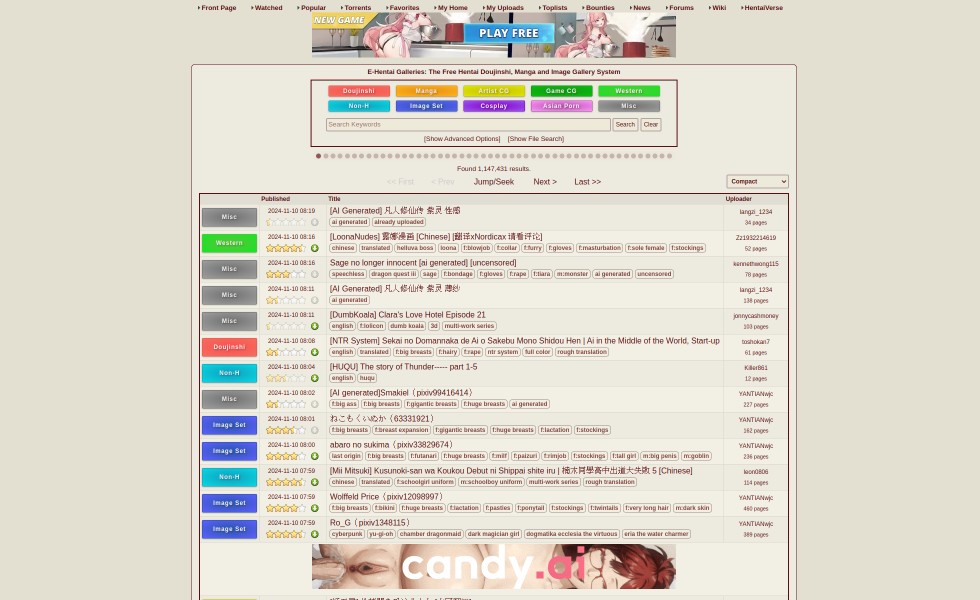 Front Page Watched Popular Torrents Favorites My Home My Uploads Toplists Bounties News Forums Wiki HentaiVerse
NEW GAME
PLAY FREE
E-Hentai Galleries: The Free Hentai Doujinshi, Manga and Image Gallery System
Doujinshi Manga Artist CG Game CG Western
Non-H Image Set Cosplay Asian Porn Misc
Search Keywords Search Clear
[Show Advanced Options] [Show File Search]
Found 1,147,431 results.
<< First < Prev Jump/Seek Next > Last >> Compact
Published Title Uploader
Misc 2024-11-10 08:19 [AI Generated] 凡人修仙传 紫灵 性感 langzi_1234
ai generated already uploaded 34 pages
Western 2024-11-10 08:16 [LoonaNudes] 露娜漫画 [Chinese] [翻译xNordicax 请看评论] Zz1932214619
chinese translated helluva boss loona f:blowjob f:collar f:furry f:gloves f:masturbation f:sole female f:stockings 52 pages
Misc 2024-11-10 08:16 Sage no longer innocent [ai generated] [uncensored] kennethwong115
speechless dragon quest iii sage f:bondage f:gloves f:rape f:tiara m:monster ai generated uncensored 78 pages
Misc 2024-11-10 08:11 [AI Generated] 凡人修仙传 紫灵 薄纱 langzi_1234
ai generated 138 pages
Misc 2024-11-10 08:11 [DumbKoala] Clara's Love Hotel Episode 21 jonnycashmoney
english f:lolicon dumb koala 3d multi-work series 103 pages
Doujinshi 2024-11-10 08:08 [NTR System] Sekai no Domannaka de Ai o Sakebu Mono Shidou Hen | Ai in the Middle of the World, Start-up toshokan7
english translated f:big breasts f:hairy f:rape ntr system full color rough translation 61 pages
Non-H 2024-11-10 08:04 [HUQU] The story of Thunder----- part 1-5 Killer861
english huqu 12 pages
Misc 2024-11-10 08:02 [AI generated]Smakiel（pixiv99416414） YANTIANwjc
f:big ass f:big breasts f:gigantic breasts f:huge breasts ai generated 227 pages
Image Set 2024-11-10 08:01 ねこもくいぬか（63331921） YANTIANwjc
f:big breasts f:breast expansion f:gigantic breasts f:huge breasts f:lactation f:stockings 162 pages
Image Set 2024-11-10 08:00 abaro no sukima（pixiv33829674） YANTIANwjc
last origin f:big breasts f:futanari f:huge breasts f:milf f:paizuri f:rimjob f:stockings f:tall girl m:big penis m:goblin 236 pages
Non-H 2024-11-10 07:59 [Mii Mitsuki] Kusunoki-san wa Koukou Debut ni Shippai shite iru | 楠木同學高中出道大失敗 5 [Chinese] leon0806
chinese translated f:schoolgirl uniform m:schoolboy uniform multi-work series rough translation 114 pages
Image Set 2024-11-10 07:59 Wolffeld Price（pixiv12098997） YANTIANwjc
f:big breasts f:bikini f:huge breasts f:lactation f:pasties f:ponytail f:stockings f:twintails f:very long hair m:dark skin 460 pages
Image Set 2024-11-10 07:59 Ro_G（pixiv1348115） YANTIANwjc
cyberpunk yu-gi-oh chamber dragonmaid dark magician girl dogmatika ecclesia the virtuous eria the water charmer 389 pages
candy.ai